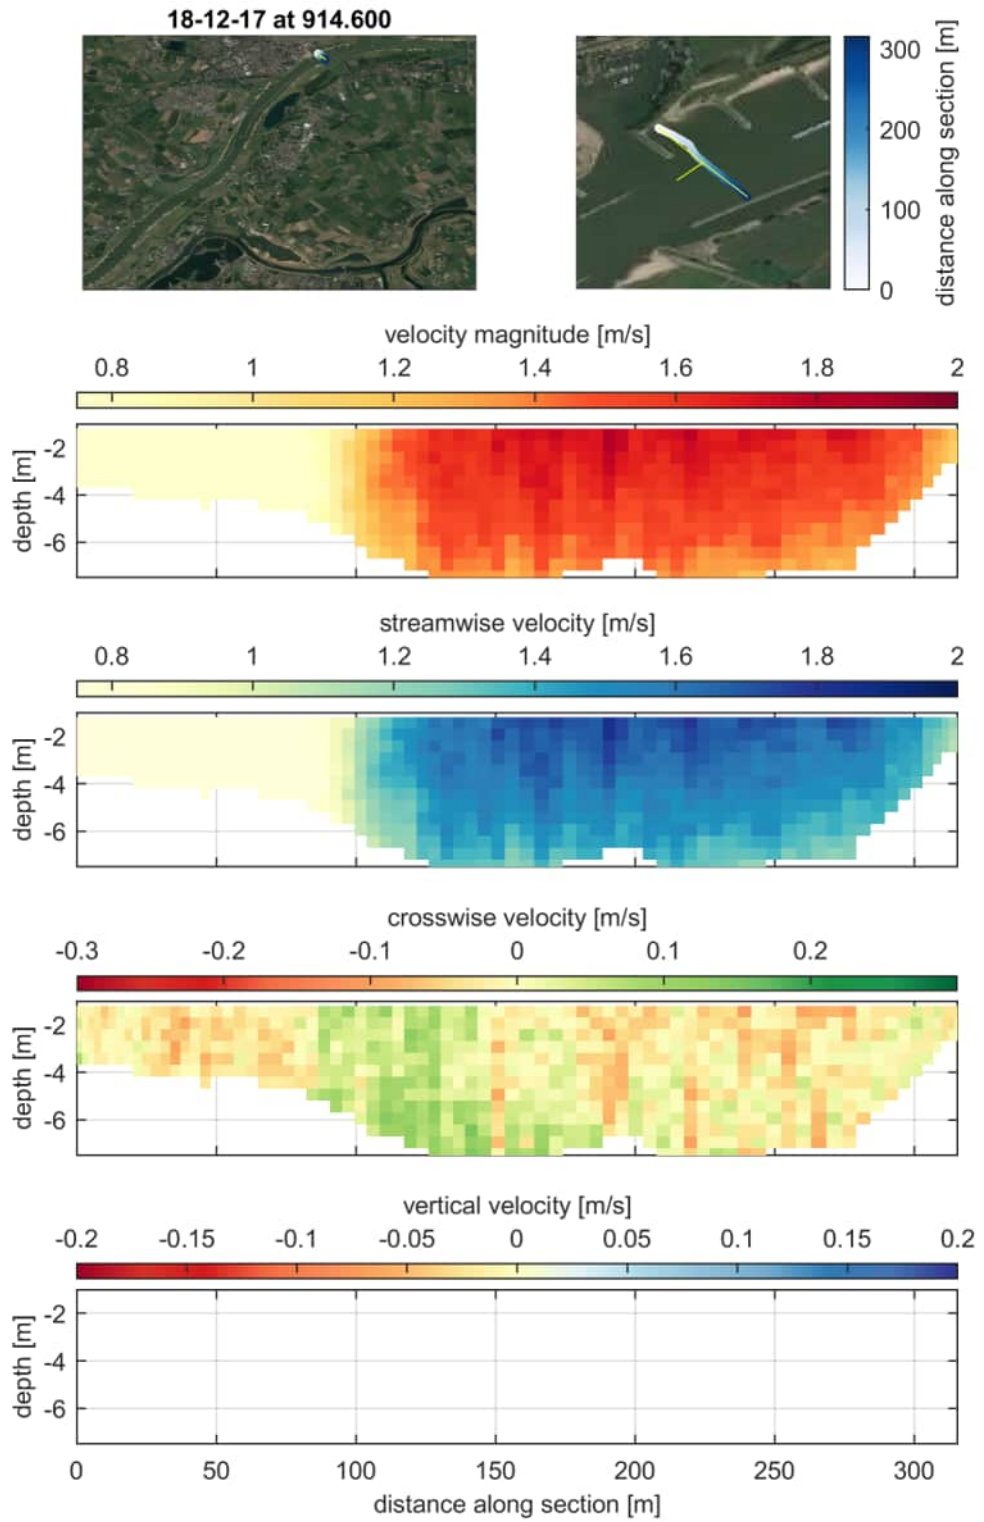 18-12-17 at 914.600
300
200
100
0
distance along section [m]
velocity magnitude [m/s]
0.8 1 1.2 1.4 1.6 1.8 2
depth [m]
-2
-4
-6
streamwise velocity [m/s]
0.8 1 1.2 1.4 1.6 1.8 2
depth [m]
-2
-4
-6
crosswise velocity [m/s]
-0.3 -0.2 -0.1 0 0.1 0.2
depth [m]
-2
-4
-6
vertical velocity [m/s]
-0.2 -0.15 -0.1 -0.05 0 0.05 0.1 0.15 0.2
depth [m]
-2
-4
-6
0 50 100 150 200 250 300
distance along section [m]